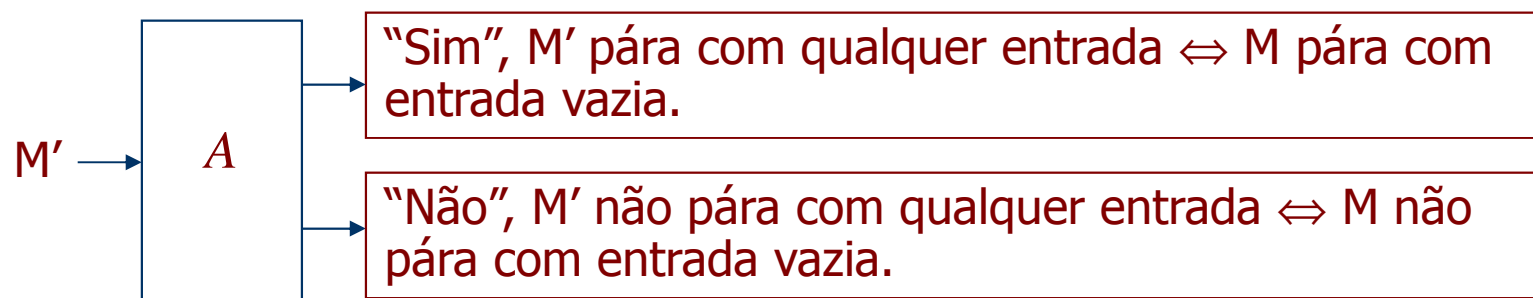 “Sim”, M’ pára com qualquer entrada ⇔ M pára com
entrada vazia.
M’
A
“Não”, M’ não pára com qualquer entrada ⇔ M não
pára com entrada vazia.